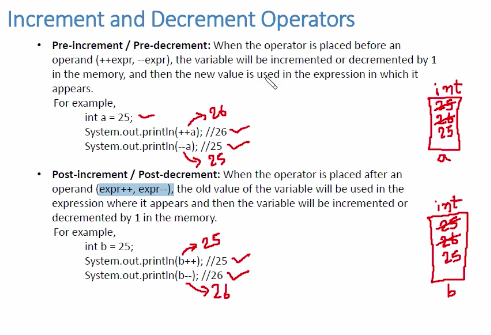 Increment and Decrement Operators
• Pre-Increment / Pre-decrement: When the operator is placed before an
operand (++expr, --expr), the variable will be incremented or decremented by 1
in the memory, and then the new value is used in the expression in which it
appears.
For example,
int a = 25;
26
System.out.println(++a); //26
System.out.println(--a); //25
25
int
25
26
25
a
• Post-increment / Post-decrement: When the operator is placed after an
operand (expr++, expr--), the old value of the variable will be used in the
expression where it appears and then the variable will be incremented or
decremented by 1 in the memory.
For example,
int b = 25;
25
System.out.println(b++); //25
System.out.println(b--); //26
26
int
25
26
25
b